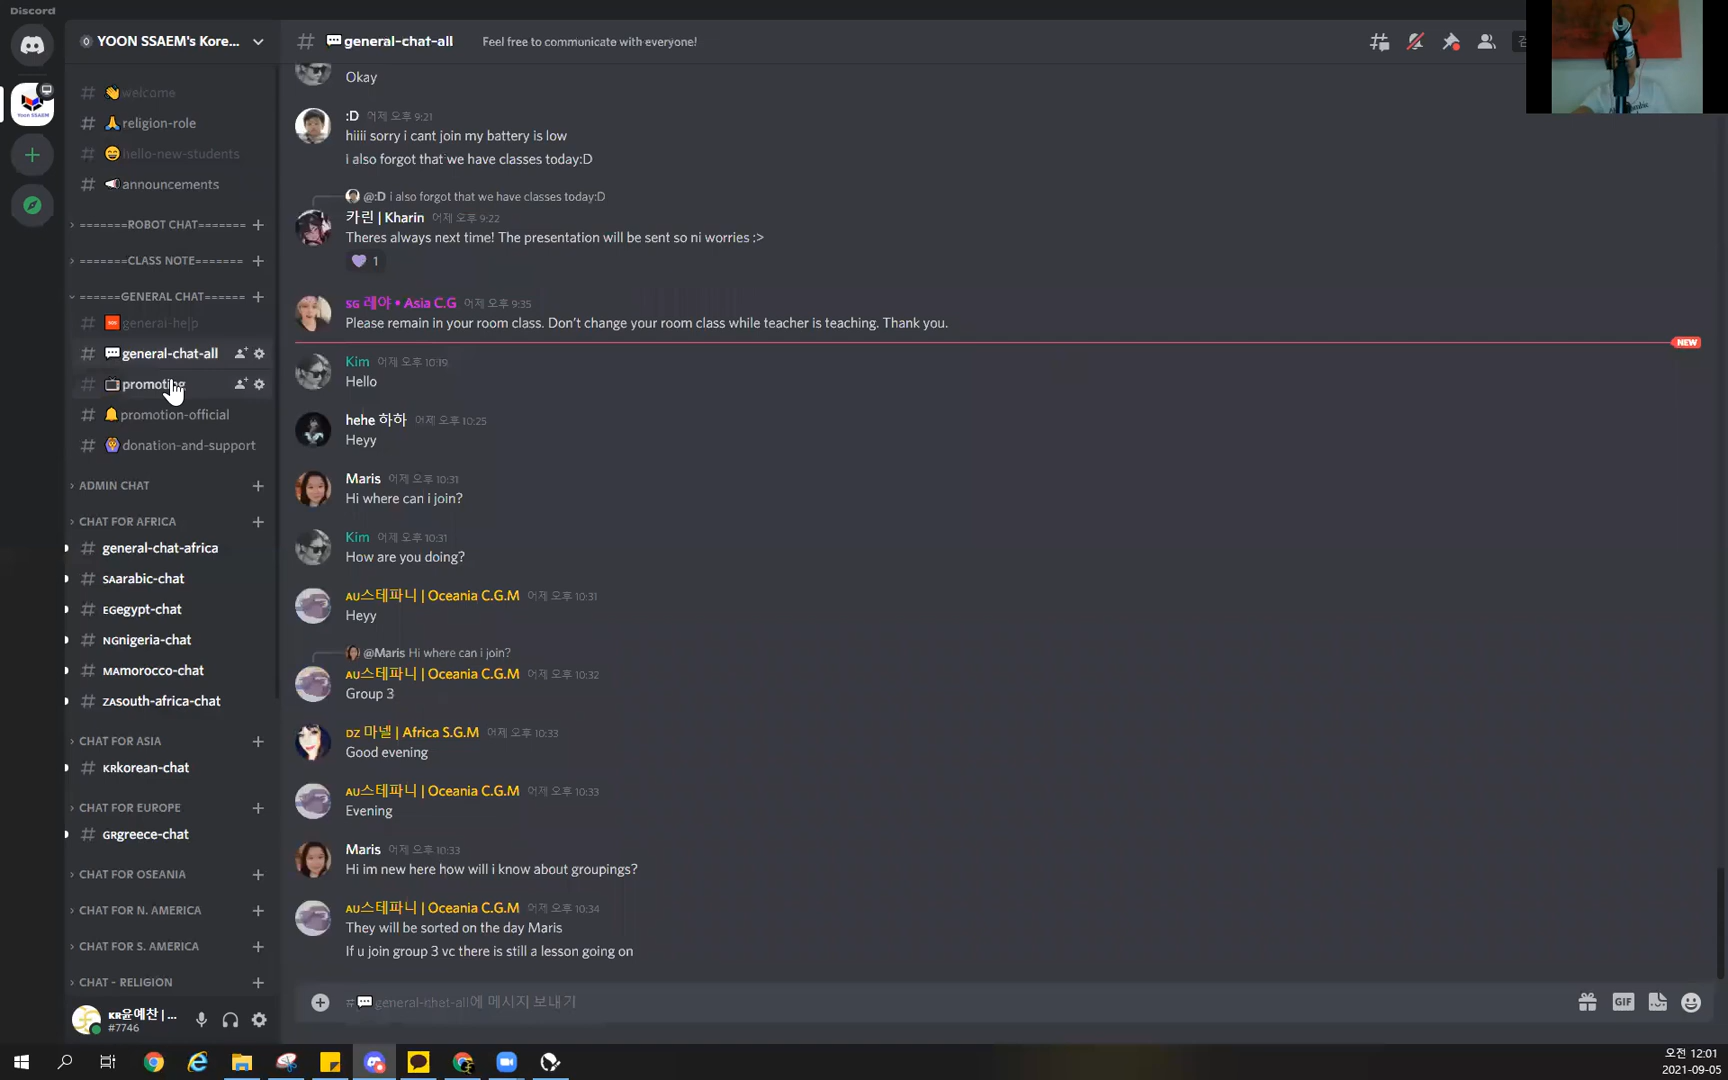 Discord
YOON SSAEM's Kore...
general-chat-all
Feel free to communicate with everyone!
welcome
religion-role
hello-new-students
announcements
=======ROBOT CHAT=======
=======CLASS NOTE=======
======GENERAL CHAT======
general-help
general-chat-all
promoting
promotion-official
donation-and-support
ADMIN CHAT
CHAT FOR AFRICA
general-chat-africa
SAarabic-chat
EGegypt-chat
NGnigeria-chat
MAmorocco-chat
ZAsouth-africa-chat
CHAT FOR ASIA
KRkorean-chat
CHAT FOR EUROPE
GRgreece-chat
CHAT FOR OSEANIA
CHAT FOR N. AMERICA
CHAT FOR S. AMERICA
CHAT - RELIGION
KR윤예찬 | ...
#7746
Okay
:D 어제 오후 9:21
hiiii sorry i cant join my battery is low
i also forgot that we have classes today:D
@:D i also forgot that we have classes today:D
카린 | Kharin 어제 오후 9:22
Theres always next time! The presentation will be sent so ni worries :>
1
SG 레야 • Asia C.G 어제 오후 9:35
Please remain in your room class. Don't change your room class while teacher is teaching. Thank you.
NEW
Kim 어제 오후 10:19
Hello
hehe 하하 어제 오후 10:25
Heyy
Maris 어제 오후 10:31
Hi where can i join?
Kim 어제 오후 10:31
How are you doing?
AU스테파니 | Oceania C.G.M 어제 오후 10:31
Heyy
@Maris Hi where can i join?
AU스테파니 | Oceania C.G.M 어제 오후 10:32
Group 3
DZ 마넬 | Africa S.G.M 어제 오후 10:33
Good evening
AU스테파니 | Oceania C.G.M 어제 오후 10:33
Evening
Maris 어제 오후 10:33
Hi im new here how will i know about groupings?
AU스테파니 | Oceania C.G.M 어제 오후 10:34
They will be sorted on the day Maris
If u join group 3 vc there is still a lesson going on
#general-chat-all에 메시지 보내기
GIF
오전 12:01
2021-09-05